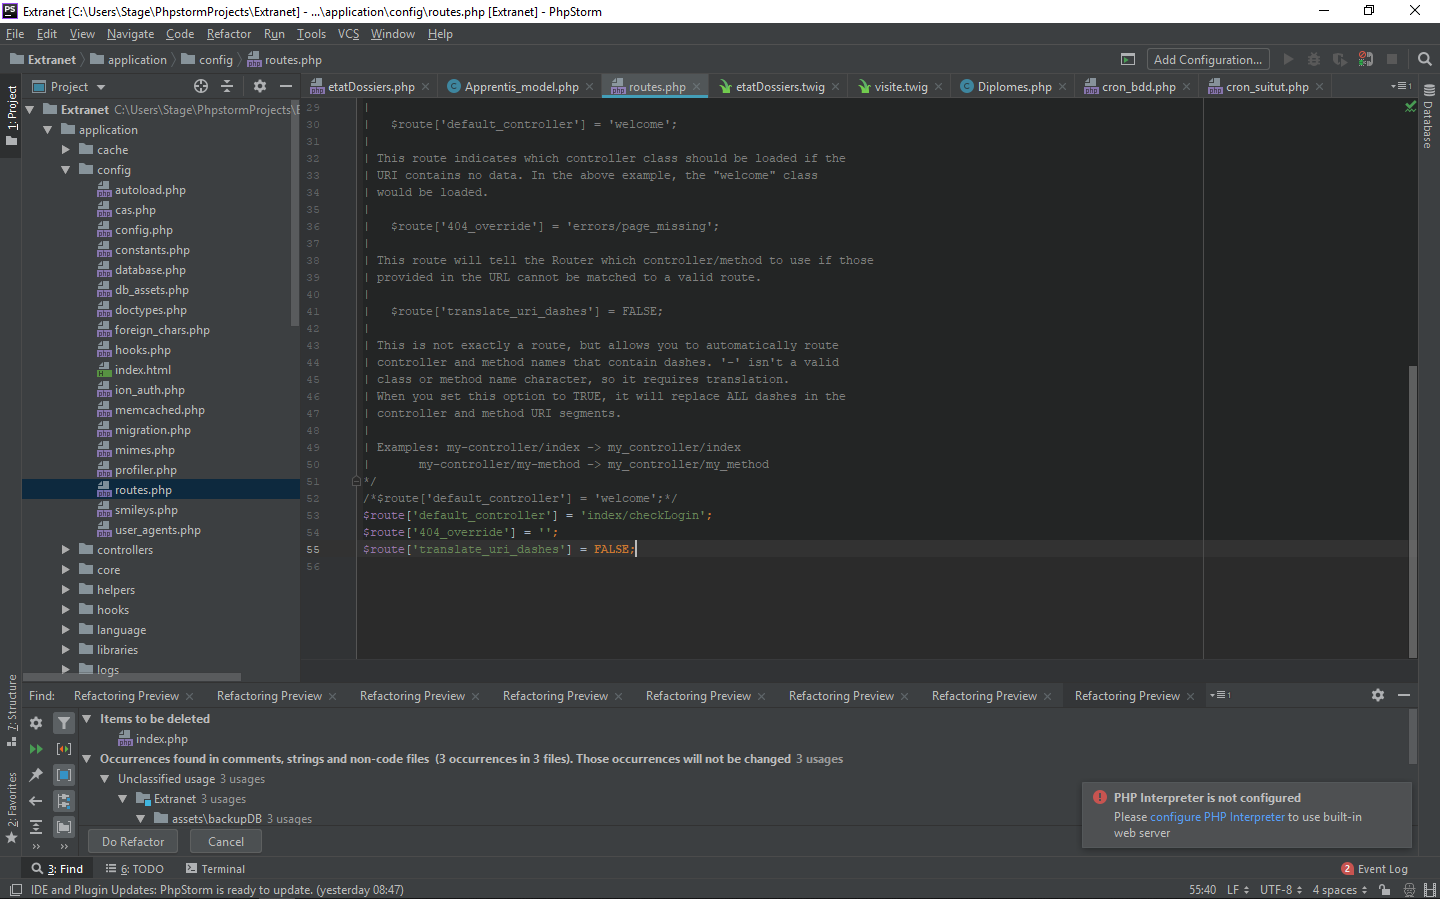 Extranet [C:\Users\Stage\PhpstormProjects\Extranet] - ...\application\config\routes.php [Extranet] - PhpStorm
File Edit View Navigate Code Refactor Run Tools VCS Window Help
Extranet application config routes.php Add Configuration...
1: Project
Project
etatDossiers.php Apprentis_model.php routes.php etatDossiers.twig visite.twig Diplomes.php cron_bdd.php cron_suitut.php
Extranet C:\Users\Stage\PhpstormProjects\E
application
cache
config
autoload.php
cas.php
config.php
constants.php
database.php
db_assets.php
doctypes.php
foreign_chars.php
hooks.php
index.html
ion_auth.php
memcached.php
migration.php
mimes.php
profiler.php
routes.php
smileys.php
user_agents.php
controllers
core
helpers
hooks
language
libraries
logs
29 |
30 | $route['default_controller'] = 'welcome';
31 |
32 | This route indicates which controller class should be loaded if the
33 | URI contains no data. In the above example, the "welcome" class
34 | would be loaded.
35 |
36 | $route['404_override'] = 'errors/page_missing';
37 |
38 | This route will tell the Router which controller/method to use if those
39 | provided in the URL cannot be matched to a valid route.
40 |
41 | $route['translate_uri_dashes'] = FALSE;
42 |
43 | This is not exactly a route, but allows you to automatically route
44 | controller and method names that contain dashes. '-' isn't a valid
45 | class or method name character, so it requires translation.
46 | When you set this option to TRUE, it will replace ALL dashes in the
47 | controller and method URI segments.
48 |
49 | Examples: my-controller/index -> my_controller/index
50 | my-controller/my-method -> my_controller/my_method
51 */
52 /*$route['default_controller'] = 'welcome';*/
53 $route['default_controller'] = 'index/checkLogin';
54 $route['404_override'] = '';
55 $route['translate_uri_dashes'] = FALSE;
56
Database
7: Structure
2: Favorites
Find: Refactoring Preview Refactoring Preview Refactoring Preview Refactoring Preview Refactoring Preview Refactoring Preview Refactoring Preview Refactoring Preview
Items to be deleted
index.php
Occurrences found in comments, strings and non-code files (3 occurrences in 3 files). Those occurrences will not be changed 3 usages
Unclassified usage 3 usages
Extranet 3 usages
assets\backupDB 3 usages
Do Refactor Cancel
PHP Interpreter is not configured
Please configure PHP Interpreter to use built-in
web server
3: Find 6: TODO Terminal 2 Event Log
IDE and Plugin Updates: PhpStorm is ready to update. (yesterday 08:47) 55:40 LF UTF-8 4 spaces